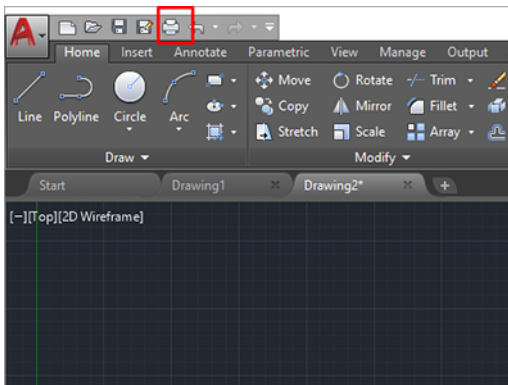 A
Home Insert Annotate Parametric View Manage Output
Line Polyline Circle Arc
Move Rotate Trim
Copy Mirror Fillet
Stretch Scale Array
Draw Modify
Start Drawing1 Drawing2*
[−][Top][2D Wireframe]